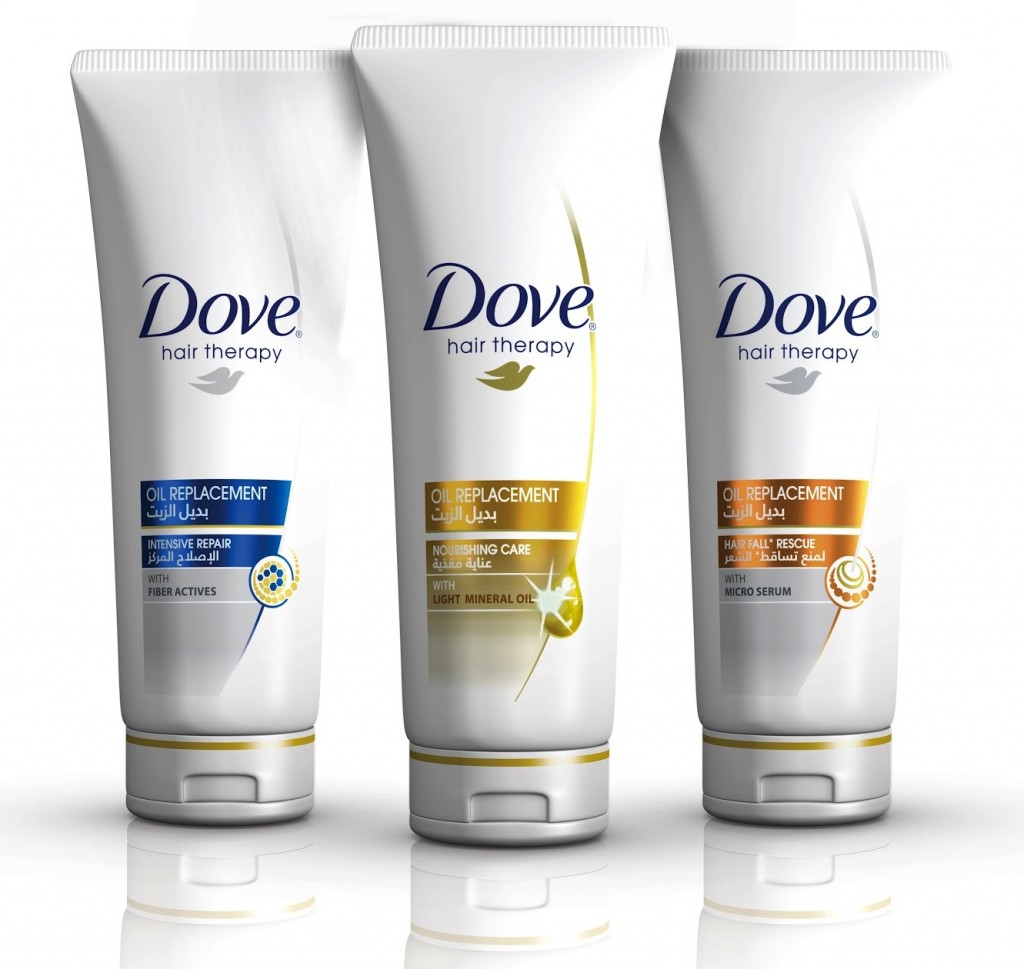 Dove®
hair therapy
OIL REPLACEMENT
بديل الزيت
INTENSIVE REPAIR
الإصلاح المركز
WITH
FIBER ACTIVES
Dove®
hair therapy
OIL REPLACEMENT
بديل الزيت
NOURISHING CARE
عناية مغذية
WITH
LIGHT MINERAL OIL
Dove®
hair therapy
OIL REPLACEMENT
بديل الزيت
HAIR FALL* RESCUE
لمنع تساقط* الشعر
WITH
MICRO SERUM